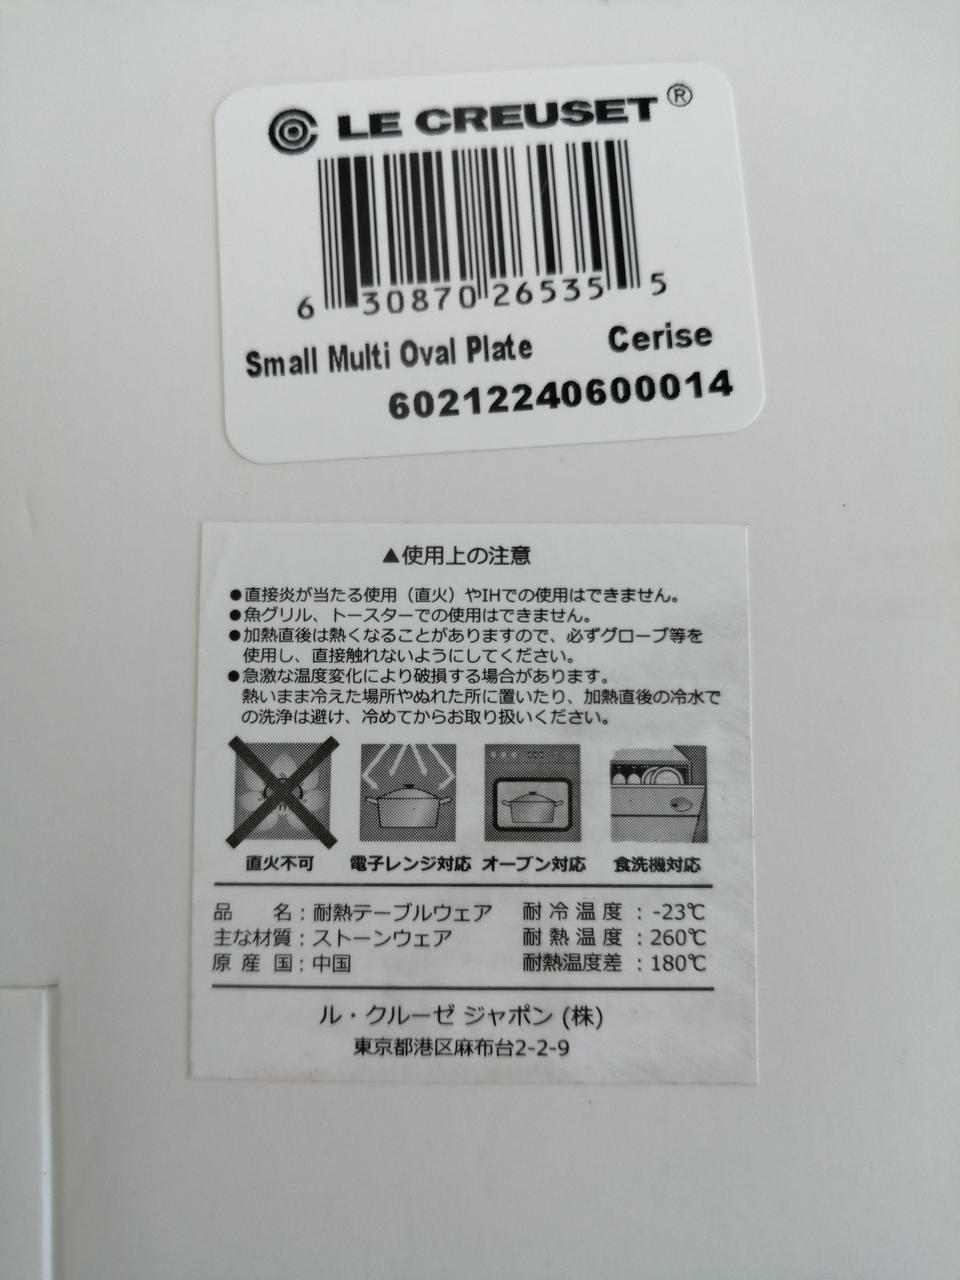 LE CREUSET®
6 30870 26535 5
Small Multi Oval Plate Cerise
60212240600014
▲使用上の注意
●直接炎が当たる使用（直火）やIHでの使用はできません。
●魚グリル、トースターでの使用はできません。
●加熱直後は熱くなることがありますので、必ずグローブ等を
使用し、直接触れないようにしてください。
●急激な温度変化により破損する場合があります。
熱いまま冷えた場所やぬれた所に置いたり、加熱直後の冷水で
の洗浄は避け、冷めてからお取り扱いください。
直火不可 電子レンジ対応 オーブン対応 食洗機対応
品 名：耐熱テーブルウェア 耐冷温度：-23℃
主な材質：ストーンウェア 耐熱温度：260℃
原産国：中国 耐熱温度差：180℃
ル・クルーゼ ジャポン (株)
東京都港区麻布台2-2-9